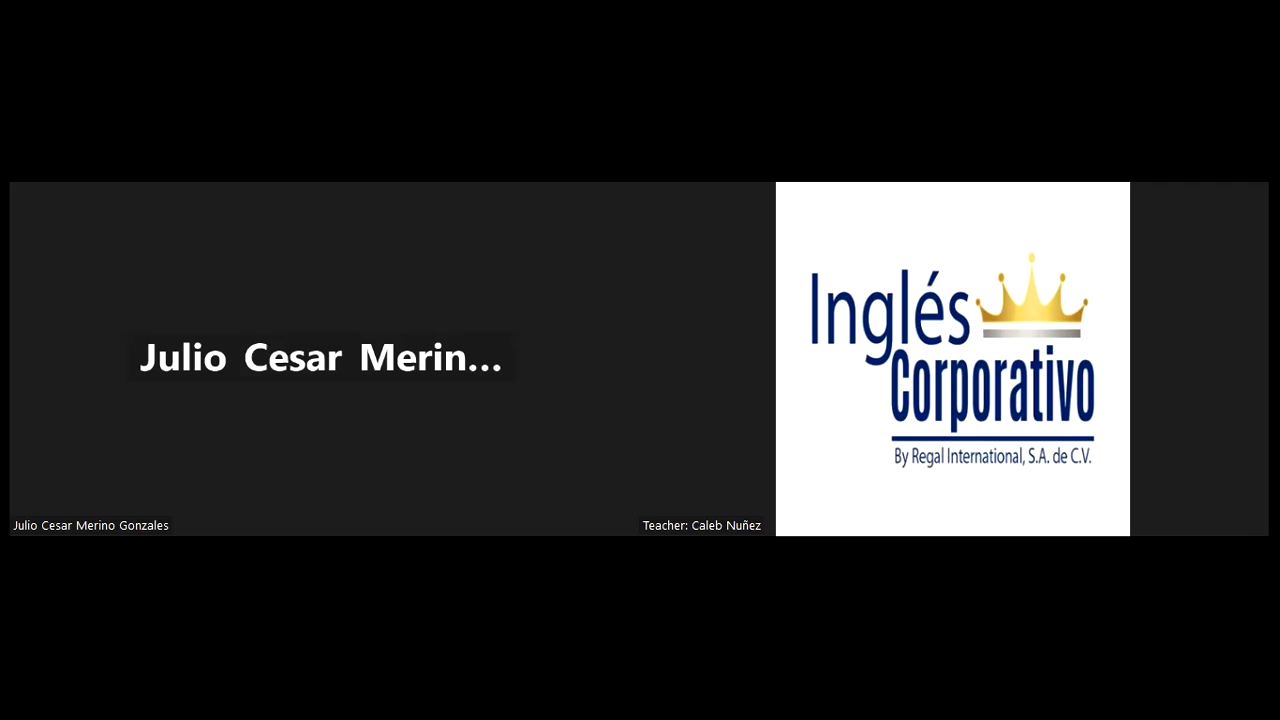 Julio Cesar Merin...
Julio Cesar Merino Gonzales
Teacher: Caleb Nuñez
Inglés
Corporativo
By Regal International, S.A. de C.V.